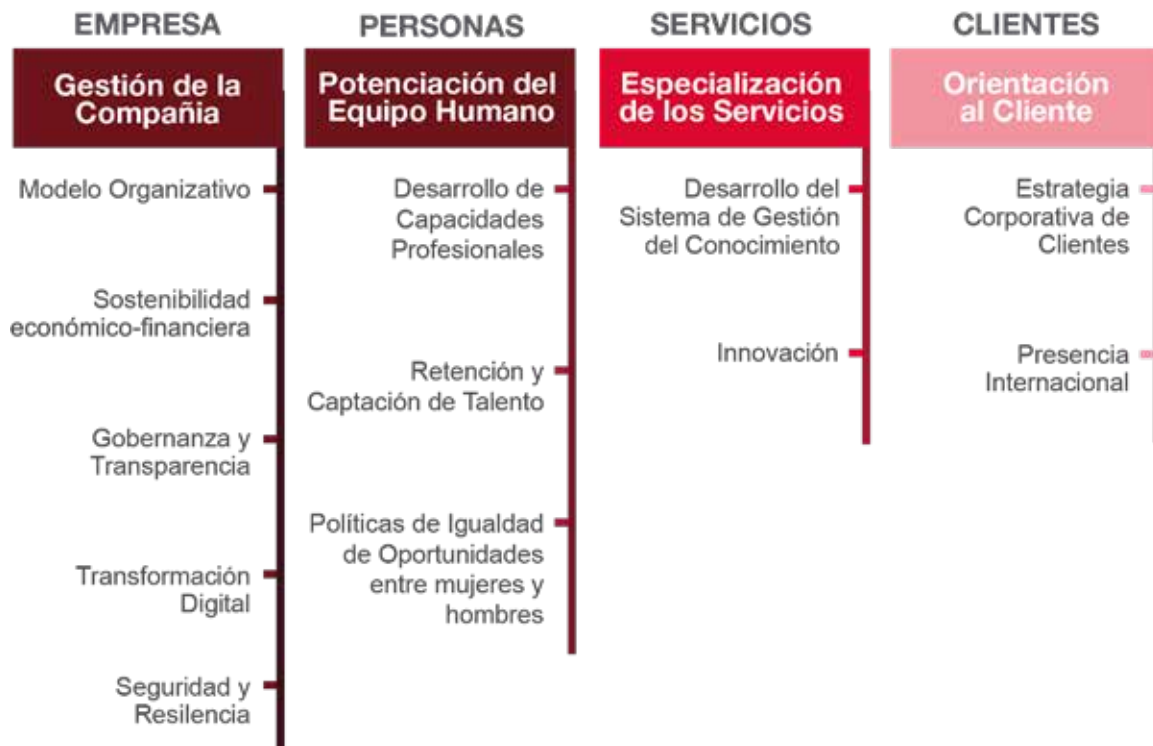 EMPRESA
Gestión de la
Compañia
Modelo Organizativo
Sostenibilidad
económico-financiera
Gobernanza y
Transparencia
Transformación
Digital
Seguridad y
Resilencia
PERSONAS
Potenciación del
Equipo Humano
Desarrollo de
Capacidades
Profesionales
Retención y
Captación de Talento
Políticas de Igualdad
de Oportunidades
entre mujeres y
hombres
SERVICIOS
Especialización
de los Servicios
Desarrollo del
Sistema de Gestión
del Conocimiento
Innovación
CLIENTES
Orientación
al Cliente
Estrategia
Corporativa de
Clientes
Presencia
Internacional